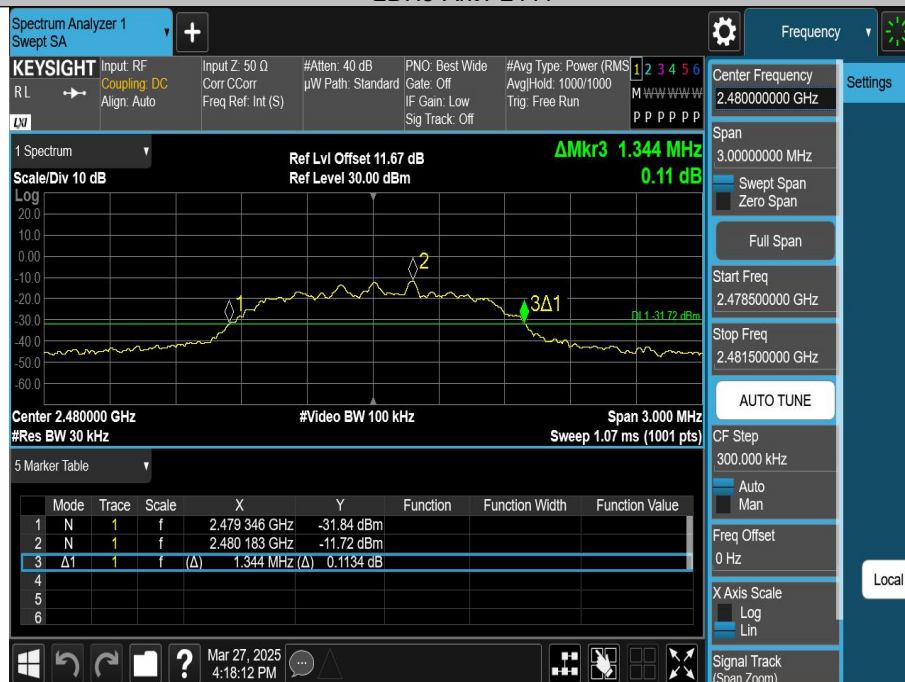 Spectrum Analyzer 1
Swept SA
Frequency
KEYSIGHT
RL
LXI
Input: RF
Coupling: DC
Align: Auto
Input Z: 50 Ω
Corr CCorr
Freq Ref: Int (S)
#Atten: 40 dB
µW Path: Standard
PNO: Best Wide
Gate: Off
IF Gain: Low
Sig Track: Off
#Avg Type: Power (RMS
Avg|Hold: 1000/1000
Trig: Free Run
1 2 3 4 5 6
M W W W W W
P P P P P P
Center Frequency
2.480000000 GHz
Settings
Span
3.00000000 MHz
Swept Span
Zero Span
Full Span
Start Freq
2.478500000 GHz
Stop Freq
2.481500000 GHz
AUTO TUNE
CF Step
300.000 kHz
Auto
Man
Freq Offset
0 Hz
Local
X Axis Scale
Log
Lin
Signal Track
(Span Zoom)
1 Spectrum
Scale/Div 10 dB
Ref Lvl Offset 11.67 dB
Ref Level 30.00 dBm
ΔMkr3 1.344 MHz
0.11 dB
Log
20.0
10.0
0.00
-10.0
-20.0
-30.0
-40.0
-50.0
-60.0
1
2
3Δ1
DL1 -31.72 dBm
Center 2.480000 GHz
#Video BW 100 kHz
Span 3.000 MHz
#Res BW 30 kHz
Sweep 1.07 ms (1001 pts)
5 Marker Table
Mode Trace Scale X Y Function Function Width Function Value
1 N 1 f 2.479 346 GHz -31.84 dBm
2 N 1 f 2.480 183 GHz -11.72 dBm
3 Δ1 1 f (Δ) 1.344 MHz (Δ) 0.1134 dB
4
5
6
?
Mar 27, 2025
4:18:12 PM